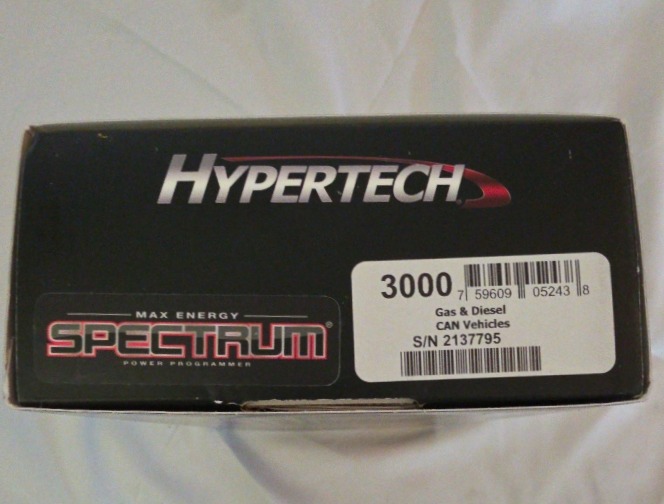 HYPERTECH®
3000
7 59609 05243 8
Gas & Diesel
CAN Vehicles
S/N 2137795
MAX ENERGY
SPECTRUM®
POWER PROGRAMMER